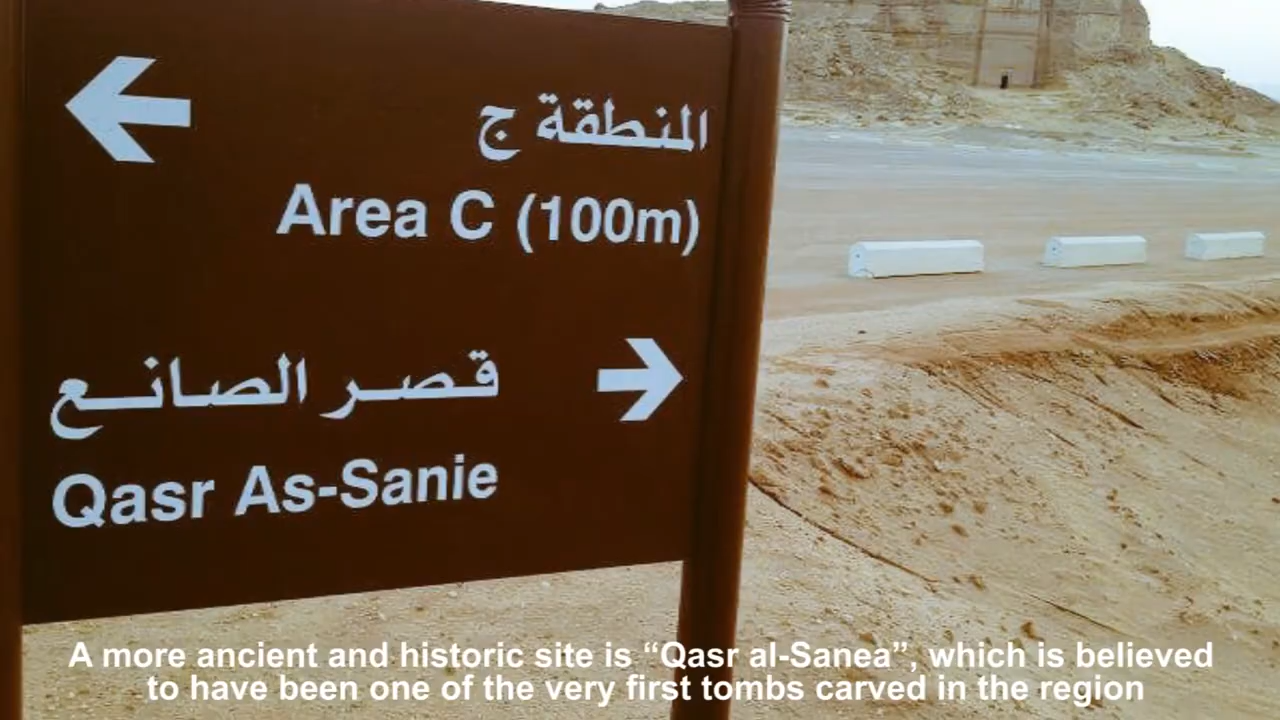 المنطقة ج
Area C (100m)
قصر الصانع
Qasr As-Sanie
A more ancient and historic site is “Qasr al-Sanea”, which is believed
to have been one of the very first tombs carved in the region